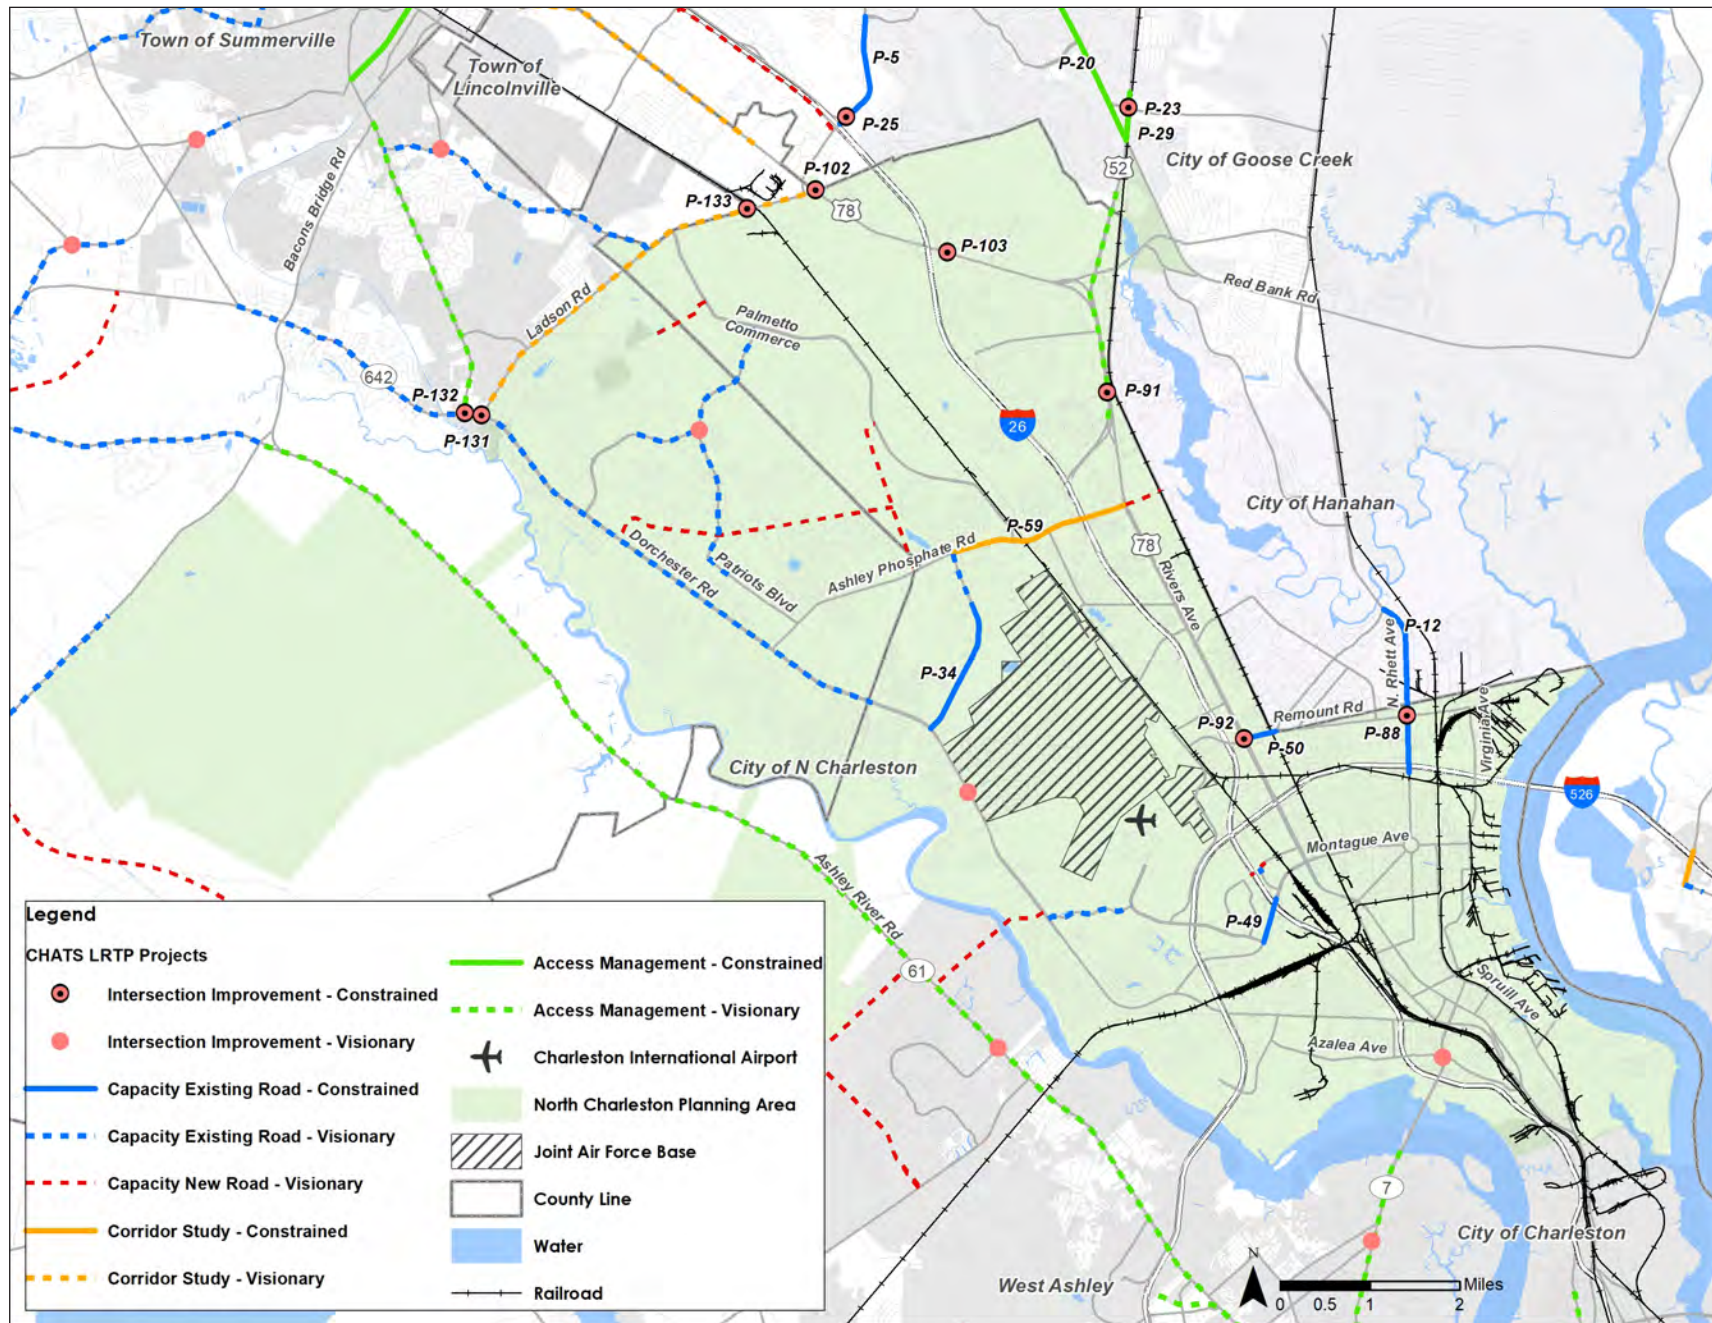 Town of Summerville
Town of
Lincolnville
P-5
P-20
P-25
P-23
P-29
City of Goose Creek
52
Bacons Bridge Rd
P-102
P-133
78
P-103
Red Bank Rd
Ladson Rd
Palmetto
Commerce
642
P-132
P-131
P-91
26
City of Hanahan
P-59
78
Dorchester Rd
Patriots Blvd
Ashley Phosphate Rd
Rivers Ave
P-12
N. Rhett Ave
P-34
Remount Rd
P-92
P-50
P-88
Virginia Ave
City of N Charleston
526
Montague Ave
Ashley River Rd
P-49
61
Spruill Ave
Azalea Ave
7
City of Charleston
West Ashley
N
Miles
0 0.5 1 2
Legend
CHATS LRTP Projects
Intersection Improvement - Constrained
Intersection Improvement - Visionary
Capacity Existing Road - Constrained
Capacity Existing Road - Visionary
Capacity New Road - Visionary
Corridor Study - Constrained
Corridor Study - Visionary
Access Management - Constrained
Access Management - Visionary
Charleston International Airport
North Charleston Planning Area
Joint Air Force Base
County Line
Water
Railroad